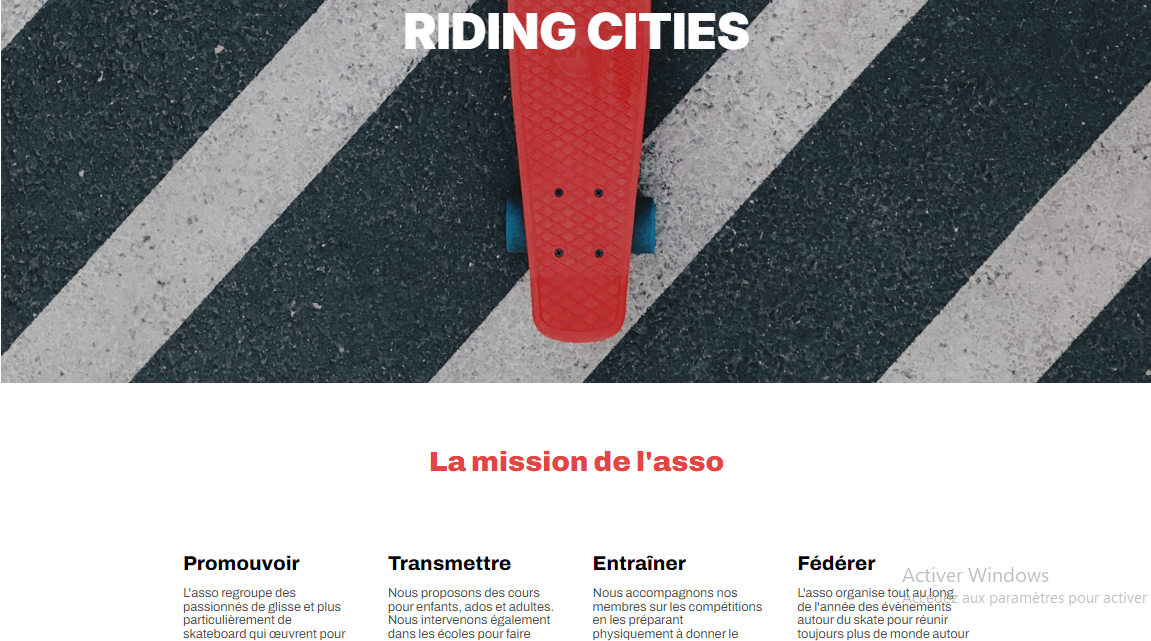 RIDING CITIES
La mission de l'asso
Promouvoir
L'asso regroupe des
passionnés de glisse et plus
particulièrement de
skateboard qui œuvrent pour
Transmettre
Nous proposons des cours
pour enfants, ados et adultes.
Nous intervenons également
dans les écoles pour faire
Entraîner
Nous accompagnons nos
membres sur les compétitions
en les préparant
physiquement à donner le
Fédérer
L'asso organise tout au long
de l'année des évènements
autour du skate pour réunir
toujours plus de monde autour
Activer Windows
Accédez aux paramètres pour activer